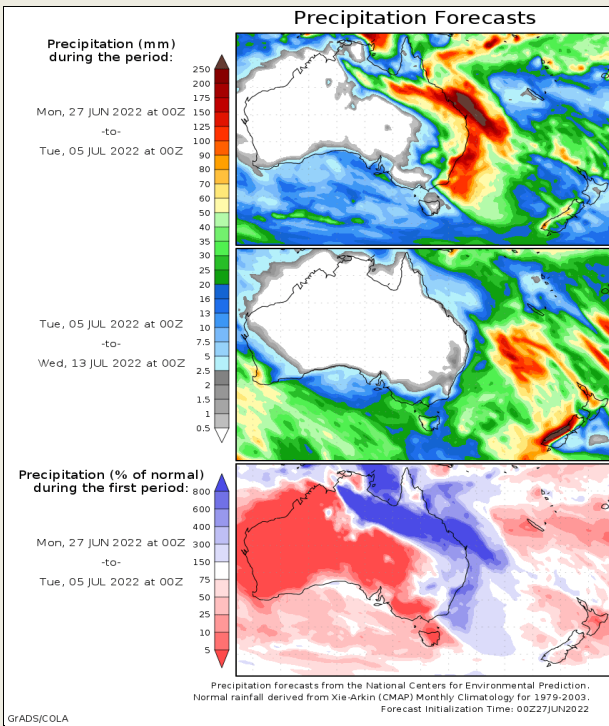 Precipitation Forecasts
Precipitation (mm)
during the period:
Mon, 27 JUN 2022 at 00Z
-to-
Tue, 05 JUL 2022 at 00Z
250
200
175
150
125
100
90
80
70
60
50
40
35
30
25
20
16
13
10
7.5
5
2.5
2
1.5
1
0.5
Tue, 05 JUL 2022 at 00Z
-to-
Wed, 13 JUL 2022 at 00Z
Precipitation (% of normal)
during the first period:
Mon, 27 JUN 2022 at 00Z
-to-
Tue, 05 JUL 2022 at 00Z
800
600
400
300
150
75
50
25
10
5
Precipitation forecasts from the National Centers for Environmental Prediction.
Normal rainfall derived from Xie-Arkin (CMAP) Monthly Climatology for 1979-2003.
Forecast Initialization Time: 00Z27JUN2022
GrADS/COLA